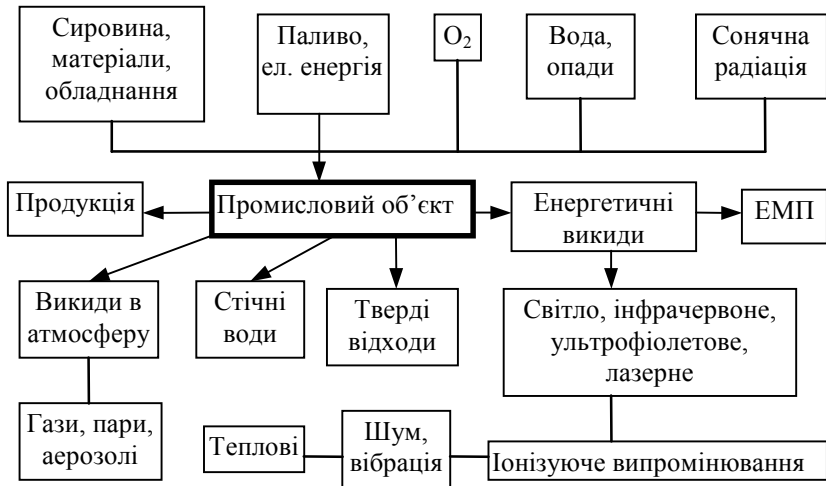 Сировина,
матеріали,
обладнання
Паливо,
ел. енергія
O₂
Вода,
опади
Сонячна
радіація
Продукція
Промисловий об’єкт
Енергетичні
викиди
ЕМП
Викиди в
атмосферу
Стічні
води
Тверді
відходи
Світло, інфрачервоне,
ультрофіолетове,
лазерне
Гази, пари,
аерозолі
Теплові
Шум,
вібрація
Іонізуюче випромінювання